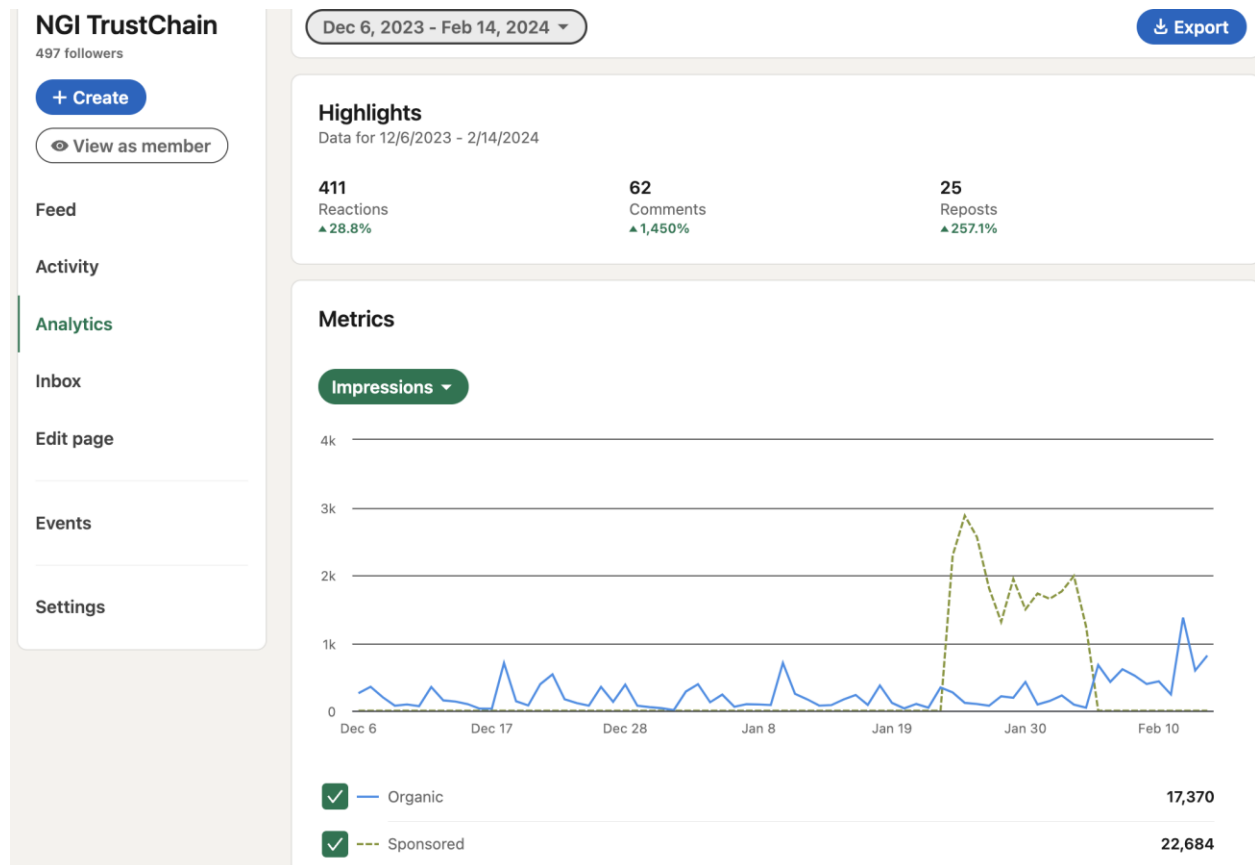 NGI TrustChain
497 followers
+ Create
View as member
Feed
Activity
Analytics
Inbox
Edit page
Events
Settings
Dec 6, 2023 - Feb 14, 2024
Export
Highlights
Data for 12/6/2023 - 2/14/2024
411 62 25
Reactions Comments Reposts
▲28.8% ▲1,450% ▲257.1%
Metrics
Impressions
4k
3k
2k
1k
0
Dec 6 Dec 17 Dec 28 Jan 8 Jan 19 Jan 30 Feb 10
Organic 17,370
Sponsored 22,684